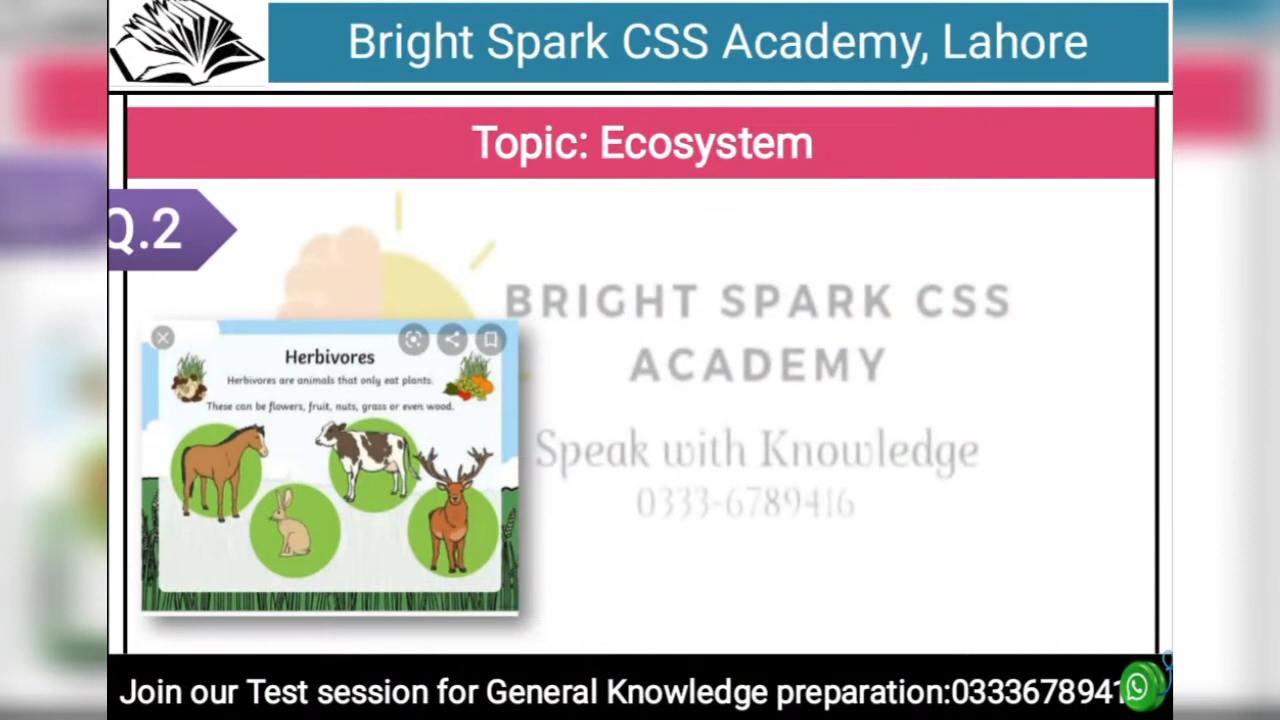 Bright Spark CSS Academy, Lahore
Topic: Ecosystem
Q.2
BRIGHT SPARK CSS
ACADEMY
Speak with Knowledge
0333-6789416
Herbivores
Herbivores are animals that only eat plants.
These can be flowers, fruit, nuts, grass or even wood.
Join our Test session for General Knowledge preparation:0333678941